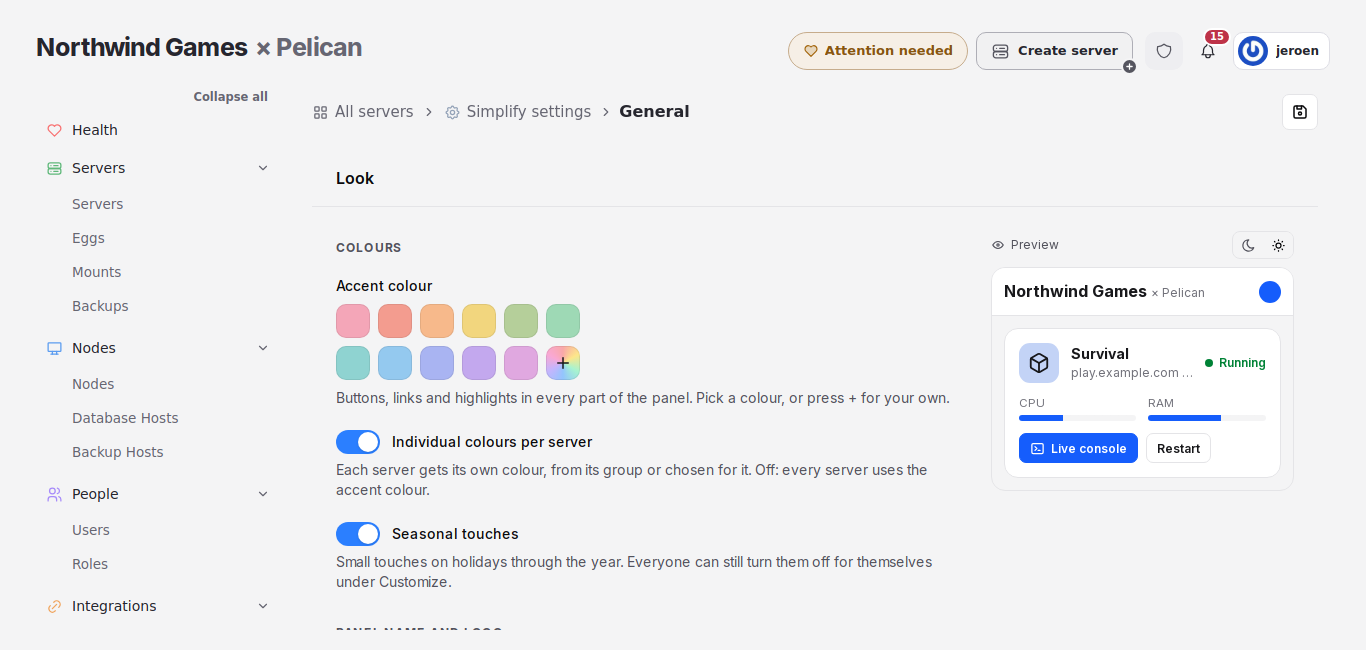 Northwind Games × Pelican
Attention needed
Create server
15
jeroen
Collapse all
Health
Servers
Servers
Eggs
Mounts
Backups
Nodes
Nodes
Database Hosts
Backup Hosts
People
Users
Roles
Integrations
All servers > Simplify settings > General
Look
COLOURS
Accent colour
Buttons, links and highlights in every part of the panel. Pick a colour, or press + for your own.
Individual colours per server
Each server gets its own colour, from its group or chosen for it. Off: every server uses the
accent colour.
Seasonal touches
Small touches on holidays through the year. Everyone can still turn them off for themselves
under Customize.
PANEL NAME AND LOGO
Preview
Northwind Games × Pelican
Survival
play.example.com ...
Running
CPU
RAM
Live console
Restart